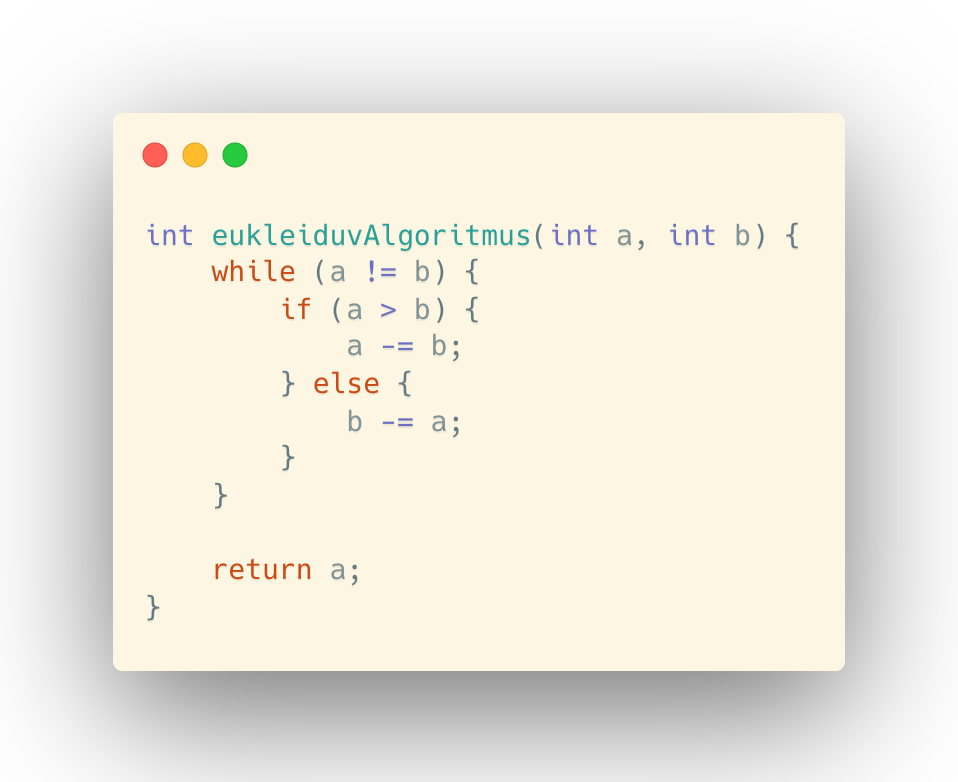 int eukleiduvAlgoritmus(int a, int b) {
    while (a != b) {
        if (a > b) {
            a -= b;
        } else {
            b -= a;
        }
    }

    return a;
}